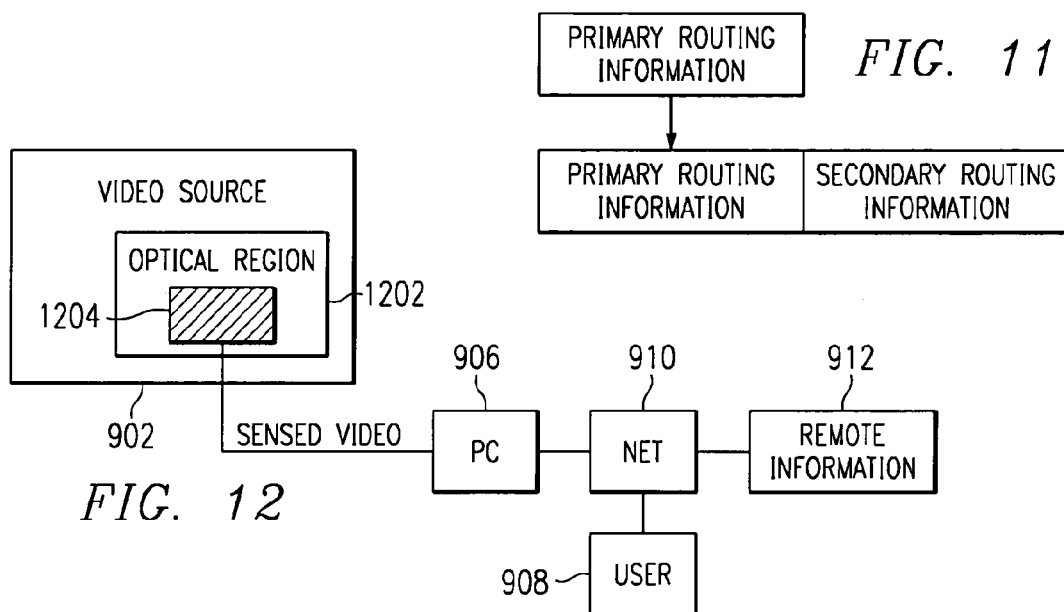 PRIMARY ROUTING
INFORMATION
FIG. 11
PRIMARY ROUTING
INFORMATION
SECONDARY ROUTING
INFORMATION
VIDEO SOURCE
OPTICAL REGION
1204
1202
902
SENSED VIDEO
906
PC
910
NET
912
REMOTE
INFORMATION
908
USER
FIG. 12